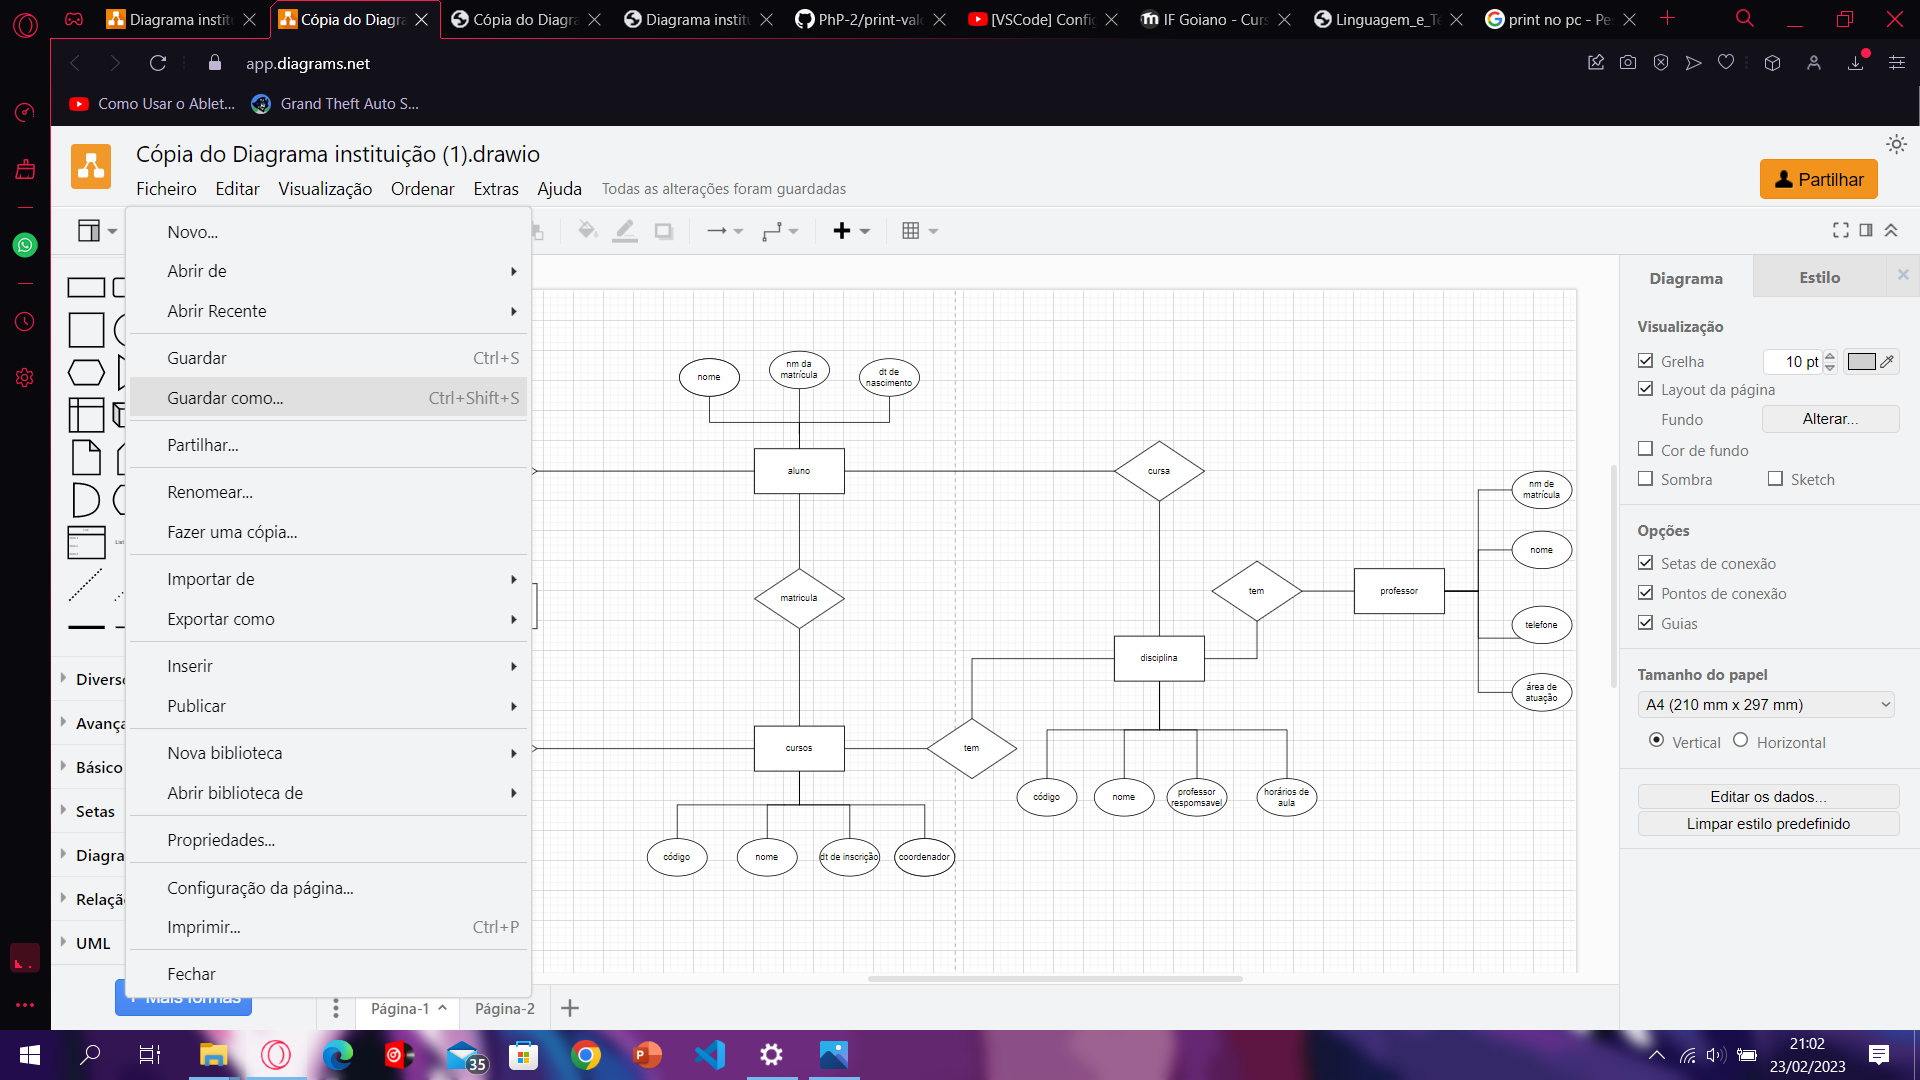 Diagrama institu
Cópia do Diagra
Cópia do Diagra
Diagrama institu
PhP-2/print-valo
[VSCode] Config
IF Goiano - Curs
Linguagem_e_Te
print no pc - Pes
app.diagrams.net
Como Usar o Ablet...
Grand Theft Auto S...
Cópia do Diagrama instituição (1).drawio
Ficheiro Editar Visualização Ordenar Extras Ajuda Todas as alterações foram guardadas
Partilhar
Novo...
Abrir de
Abrir Recente
Guardar Ctrl+S
Guardar como... Ctrl+Shift+S
Partilhar...
Renomear...
Fazer uma cópia...
Importar de
Exportar como
Inserir
Publicar
Nova biblioteca
Abrir biblioteca de
Propriedades...
Configuração da página...
Imprimir... Ctrl+P
Fechar
Diverso
Avança
Básico
Setas
Diagra
Relação
UML
+ Mais formas
nome
nm da
matrícula
dt de
nascimento
aluno
cursa
matricula
tem
professor
nm de
matrícula
nome
telefone
área de
atuação
disciplina
cursos
tem
código
nome
professor
respomsavel
horários de
aula
código
nome
dt de inscrição
coordenador
Diagrama
Estilo
Visualização
Grelha 10 pt
Layout da página
Fundo Alterar...
Cor de fundo
Sombra Sketch
Opções
Setas de conexão
Pontos de conexão
Guias
Tamanho do papel
A4 (210 mm x 297 mm)
Vertical Horizontal
Editar os dados...
Limpar estilo predefinido
Página-1
Página-2
35
21:02
23/02/2023